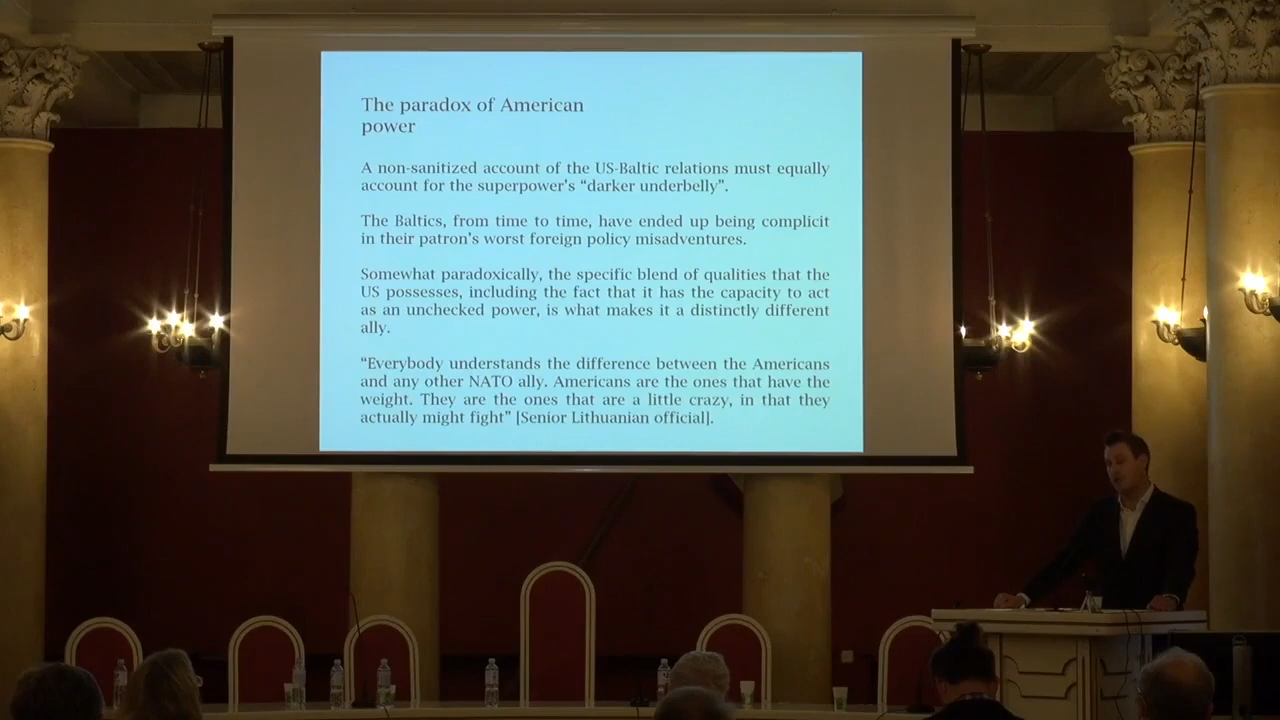 The paradox of American
power
A non-sanitized account of the US-Baltic relations must equally
account for the superpower's “darker underbelly”.
The Baltics, from time to time, have ended up being complicit
in their patron's worst foreign policy misadventures.
Somewhat paradoxically, the specific blend of qualities that the
US possesses, including the fact that it has the capacity to act
as an unchecked power, is what makes it a distinctly different
ally.
“Everybody understands the difference between the Americans
and any other NATO ally. Americans are the ones that have the
weight. They are the ones that are a little crazy, in that they
actually might fight” [Senior Lithuanian official].